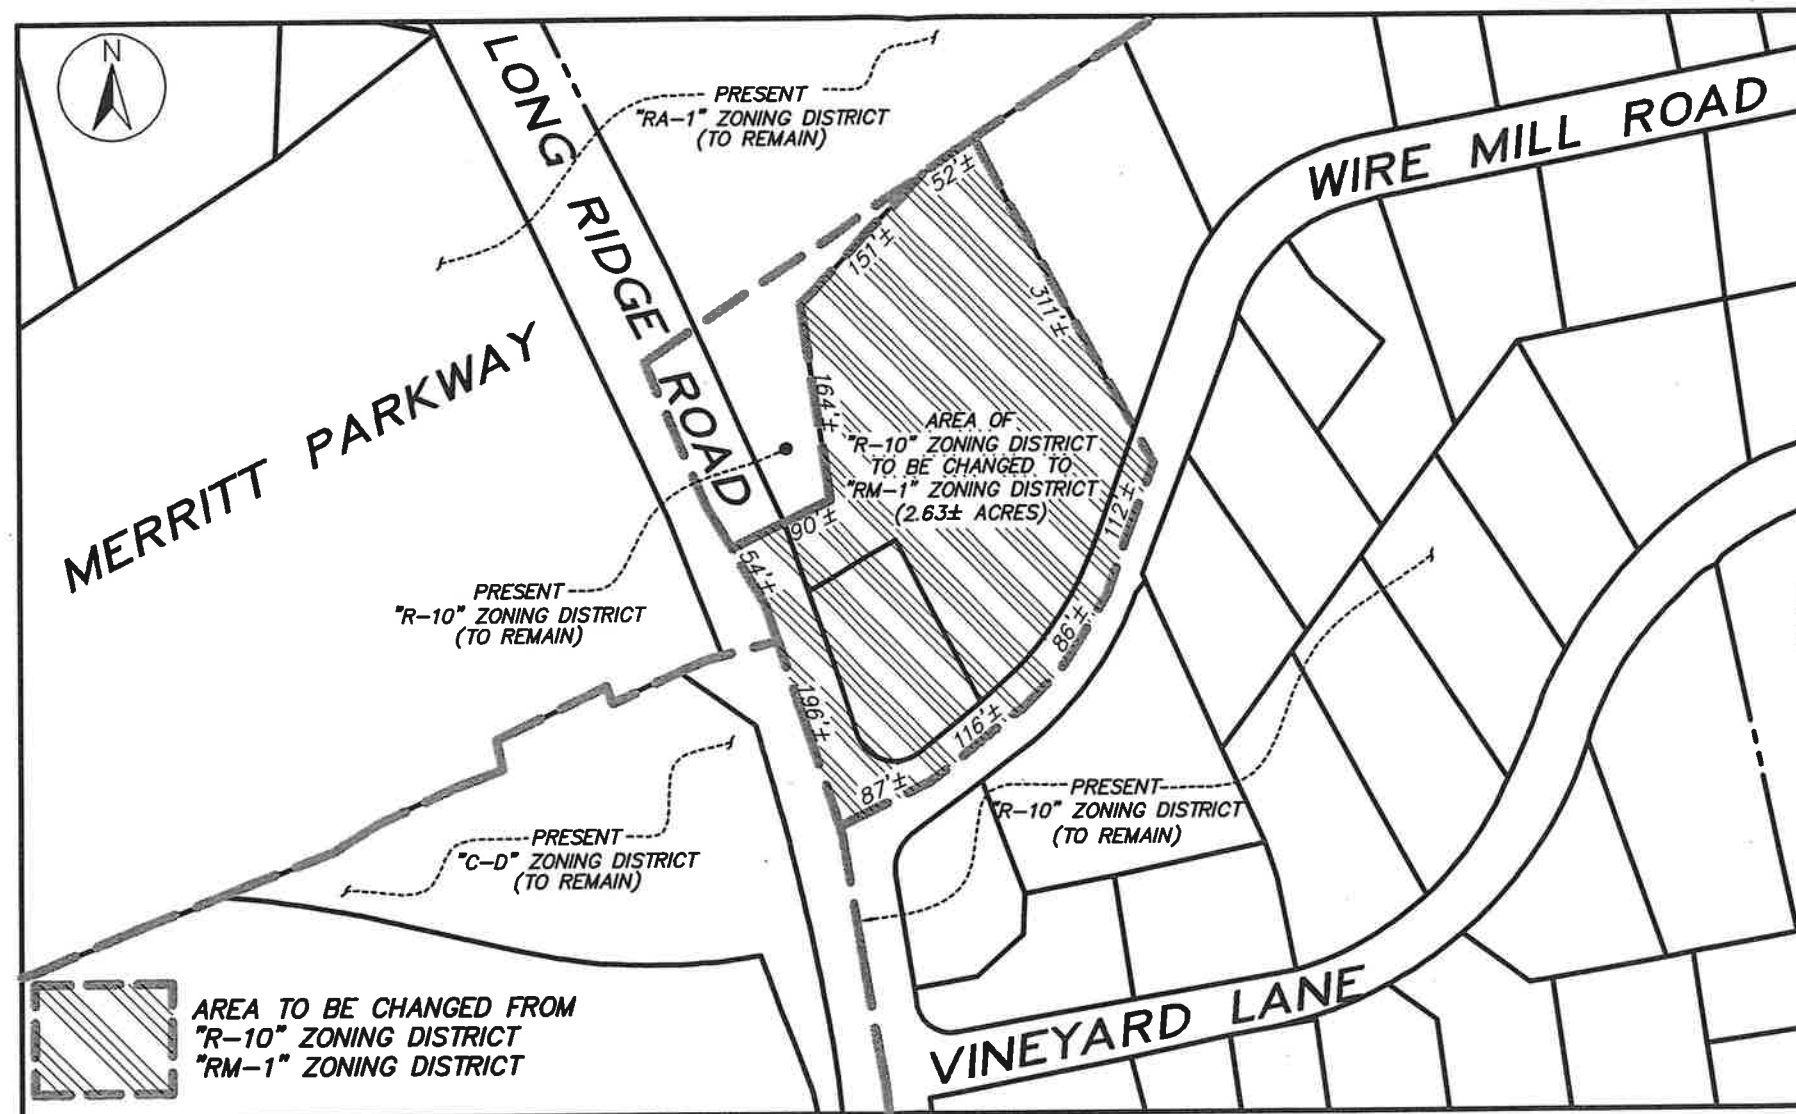 N
LONG RIDGE ROAD
PRESENT
"RA-1" ZONING DISTRICT
(TO REMAIN)
WIRE MILL ROAD
MERRITT PARKWAY
52'±
151'±
311'±
164'±
AREA OF
"R-10" ZONING DISTRICT
TO BE CHANGED TO
"RM-1" ZONING DISTRICT
(2.63± ACRES)
112'±
90'±
54'±
86'±
196'±
116'±
87'±
PRESENT
"R-10" ZONING DISTRICT
(TO REMAIN)
PRESENT
"R-10" ZONING DISTRICT
(TO REMAIN)
PRESENT
"C-D" ZONING DISTRICT
(TO REMAIN)
AREA TO BE CHANGED FROM
"R-10" ZONING DISTRICT
"RM-1" ZONING DISTRICT
VINEYARD LANE